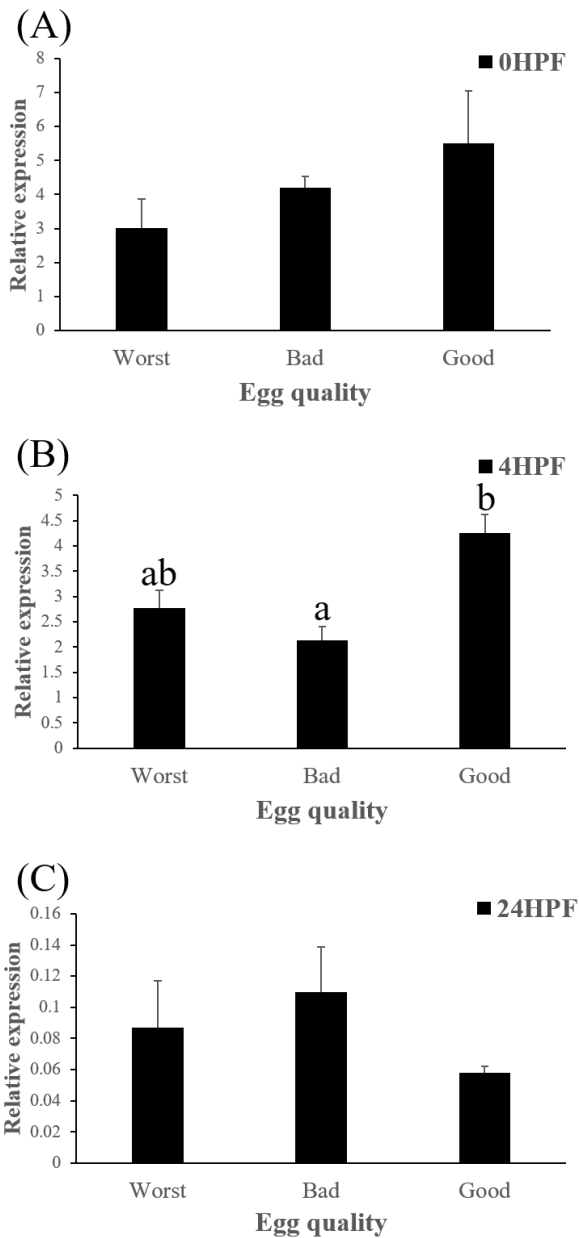 (A)
0HPF
8
7
6
5
4
3
2
1
0
Relative expression
Worst Bad Good
Egg quality
(B)
4HPF
5
4.5
4
3.5
3
2.5
2
1.5
1
0.5
0
Relative expression
ab a b
Worst Bad Good
Egg quality
(C)
24HPF
0.16
0.14
0.12
0.1
0.08
0.06
0.04
0.02
0
Relative expression
Worst Bad Good
Egg quality